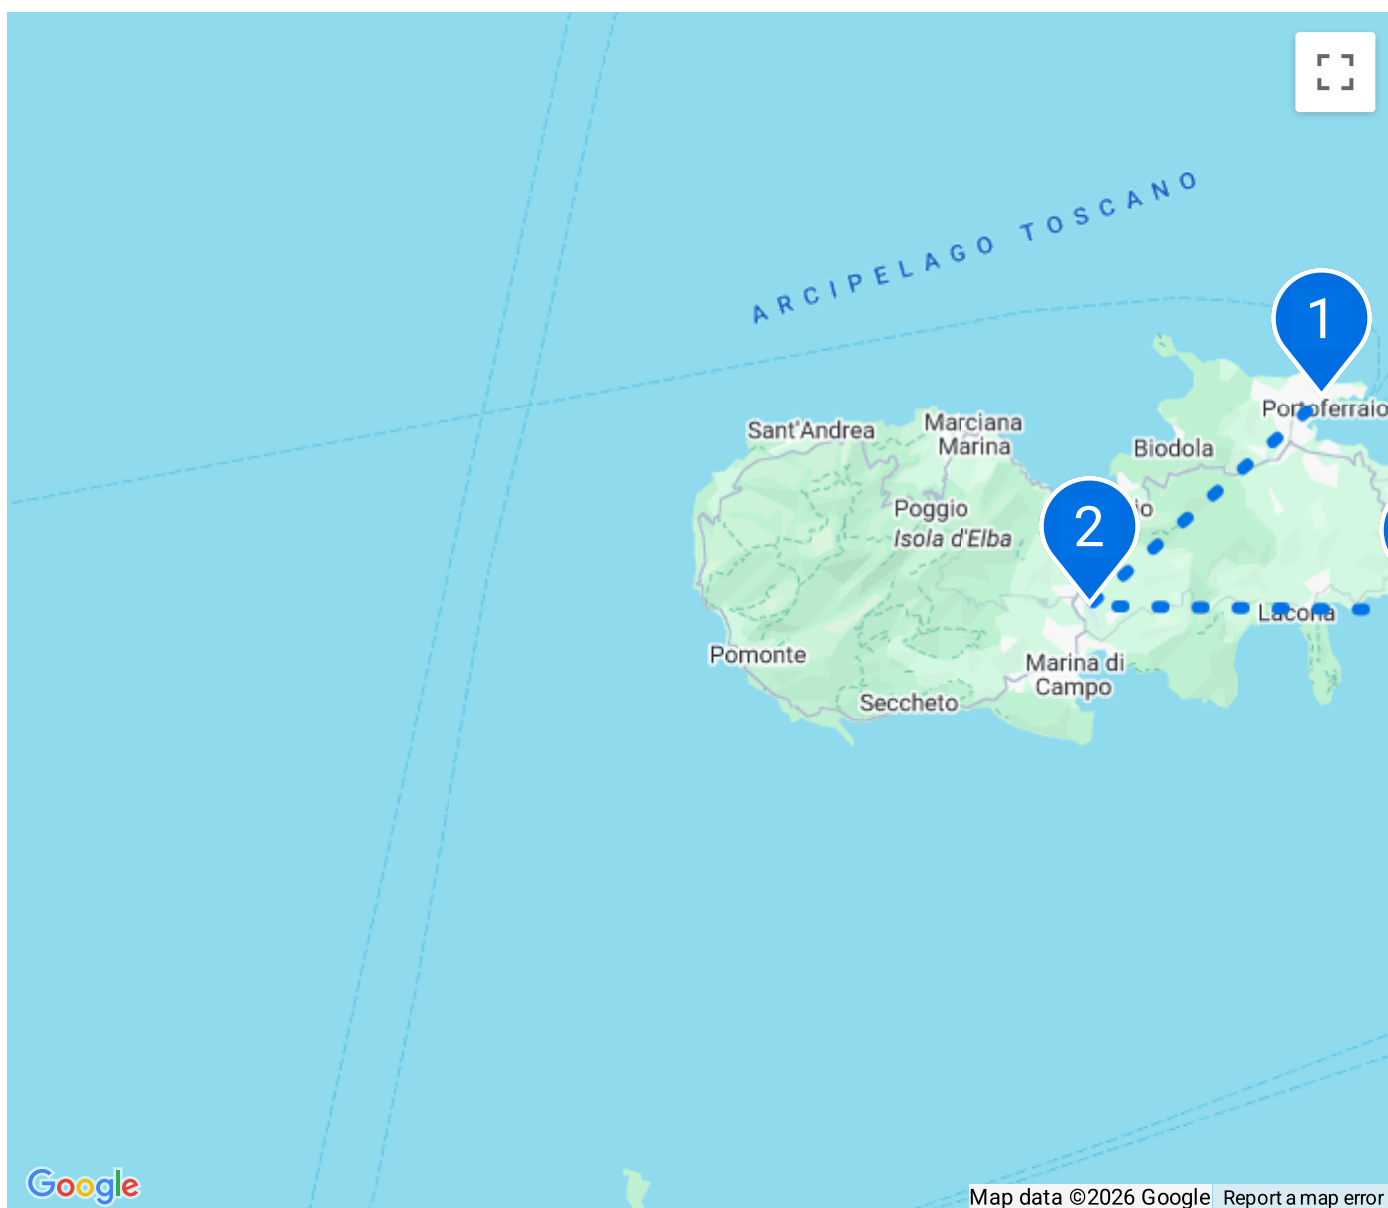 ARCIPELAGO TOSCANO
1
Portoferraio
Sant'Andrea
Marciana
Marina
Biodola
Poggio
Isola d'Elba
2
Lacona
Pomonte
Marina di
Campo
Seccheto
Google
Map data ©2026 Google
Report a map error